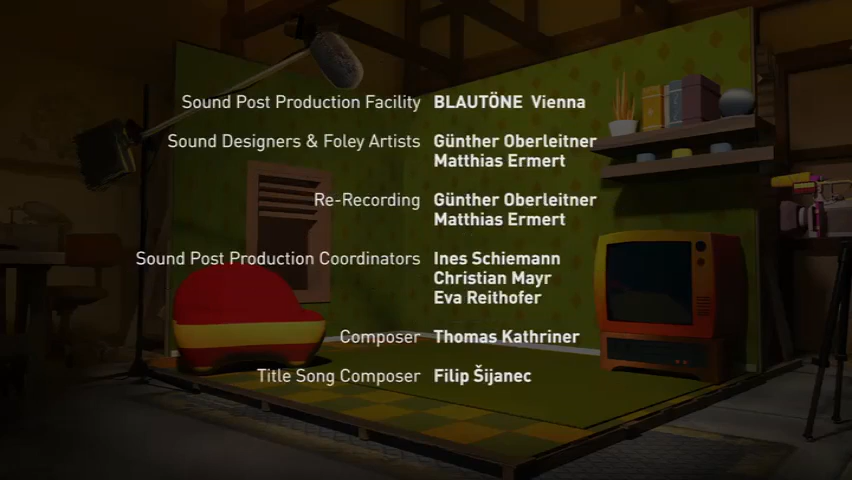 Sound Post Production Facility BLAUTÖNE Vienna
Sound Designers & Foley Artists Günther Oberleitner
Matthias Ermert
Re-Recording Günther Oberleitner
Matthias Ermert
Sound Post Production Coordinators Ines Schiemann
Christian Mayr
Eva Reithofer
Composer Thomas Kathriner
Title Song Composer Filip Šijanec